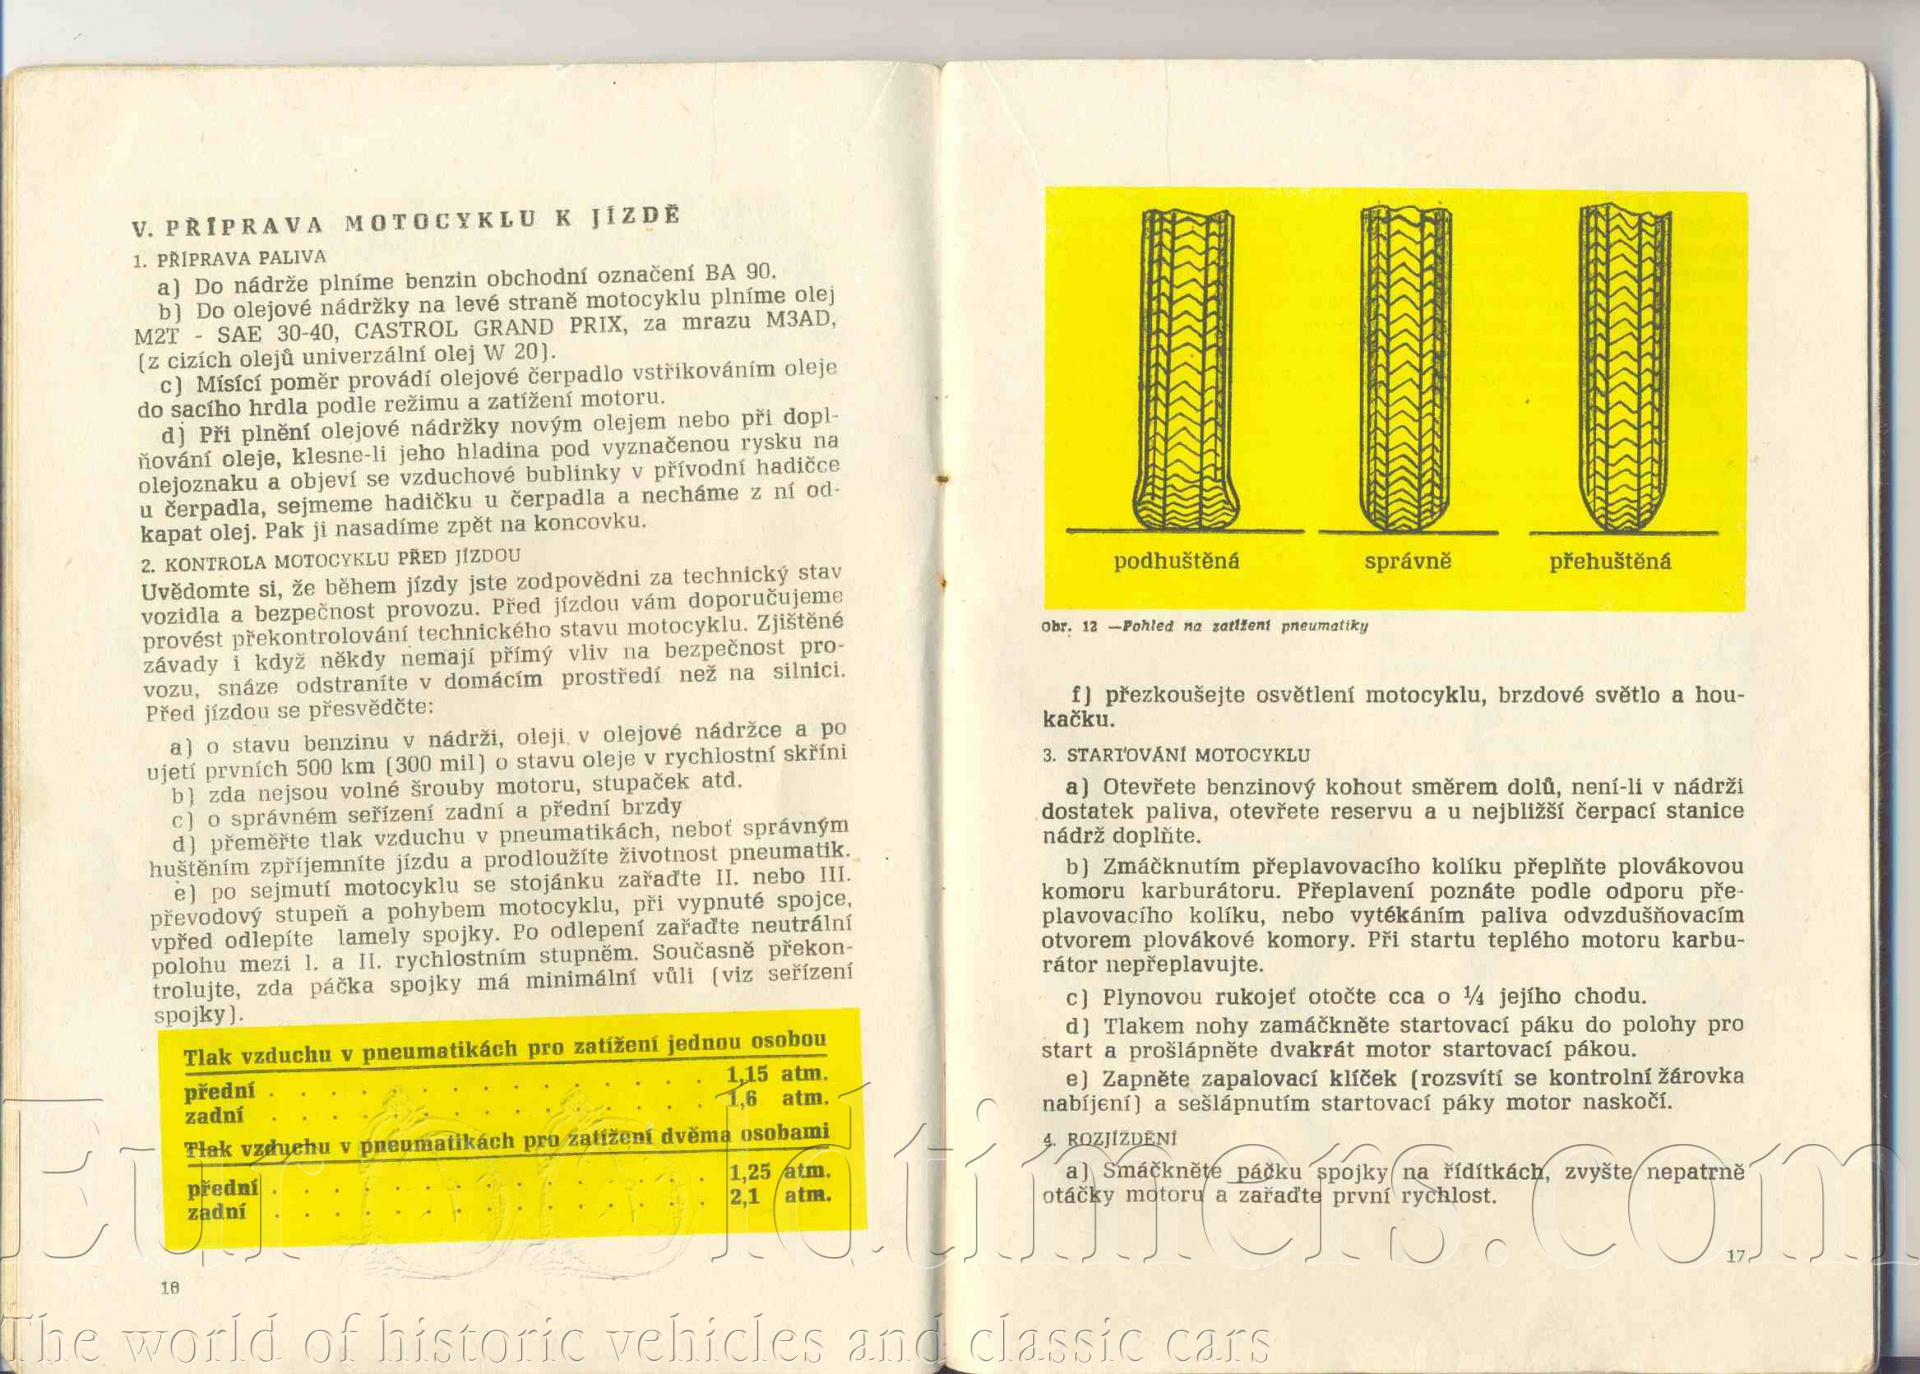 V. PŘÍPRAVA MOTOCYKLU K JÍZDĚ
1. PŘÍPRAVA PALIVA
a) Do nádrže plníme benzin obchodní označení BA 90.
b) Do olejové nádržky na levé straně motocyklu plníme olej
M2T - SAE 30-40, CASTROL GRAND PRIX, za mrazu M3AD,
(z cizích olejů univerzální olej W 20).
c) Mísící poměr provádí olejové čerpadlo vstřikováním oleje
do sacího hrdla podle režimu a zatížení motoru.
d) Při plnění olejové nádržky novým olejem nebo při dopl-
ňování oleje, klesne-li jeho hladina pod vyznačenou rysku na
olejoznaku a objeví se vzduchové bublinky v přívodní hadičce
u čerpadla, sejmeme hadičku u čerpadla a necháme z ní od-
kapat olej. Pak ji nasadíme zpět na koncovku.
2. KONTROLA MOTOCYKLU PŘED JÍZDOU
Uvědomte si, že během jízdy jste zodpovědni za technický stav
vozidla a bezpečnost provozu. Před jízdou vám doporučujeme
provést překontrolování technického stavu motocyklu. Zjištěné
závady i když někdy nemají přímý vliv na bezpečnost pro-
vozu, snáze odstraníte v domácím prostředí než na silnici.
Před jízdou se přesvědčte:
a) o stavu benzinu v nádrži, oleji v olejové nádržce a po
ujetí prvních 500 km (300 mil) o stavu oleje v rychlostní skříni
b) zda nejsou volné šrouby motoru, stupaček atd.
c) o správném seřízení zadní a přední brzdy
d) přeměřte tlak vzduchu v pneumatikách, neboť správným
huštěním zpříjemníte jízdu a prodloužíte životnost pneumatik.
e) po sejmutí motocyklu se stojánku zařaďte II. nebo III.
převodový stupeň a pohybem motocyklu, při vypnuté spojce,
vpřed odlepíte lamely spojky. Po odlepení zařaďte neutrální
polohu mezi I. a II. rychlostním stupněm. Současně překon-
trolujte, zda páčka spojky má minimální vůli (viz seřízení
spojky).
Tlak vzduchu v pneumatikách pro zatížení jednou osobou
přední . . . . . . . . . . . . . . . 1,15 atm.
zadní . . . . . . . . . . . . . . . 1,6 atm.
Tlak vzduchu v pneumatikách pro zatížení dvěma osobami
přední . . . . . . . . . . . . . . . 1,25 atm.
zadní . . . . . . . . . . . . . . . 2,1 atm.
16
podhuštěná správně přehuštěná
Obr. 12 —Pohled na zatížení pneumatiky
f) přezkoušejte osvětlení motocyklu, brzdové světlo a hou-
kačku.
3. STARŤOVÁNÍ MOTOCYKLU
a) Otevřete benzinový kohout směrem dolů, není-li v nádrži
dostatek paliva, otevřete reservu a u nejbližší čerpací stanice
nádrž doplňte.
b) Zmáčknutím přeplavovacího kolíku přeplňte plovákovou
komoru karburátoru. Přeplavení poznáte podle odporu pře-
plavovacího kolíku, nebo vytékáním paliva odvzdušňovacím
otvorem plovákové komory. Při startu teplého motoru karbu-
rátor nepřeplavujte.
c) Plynovou rukojeť otočte cca o ¼ jejího chodu.
d) Tlakem nohy zamáčkněte startovací páku do polohy pro
start a prošlápněte dvakrát motor startovací pákou.
e) Zapněte zapalovací klíček (rozsvítí se kontrolní žárovka
nabíjení) a sešlápnutím startovací páky motor naskočí.
4. ROZJÍŽDĚNÍ
a) Smáčkněte páčku spojky na řídítkách, zvyšte nepatrně
otáčky motoru a zařaďte první rychlost.
17
EurOOldtimers.com
The world of historic vehicles and classic cars